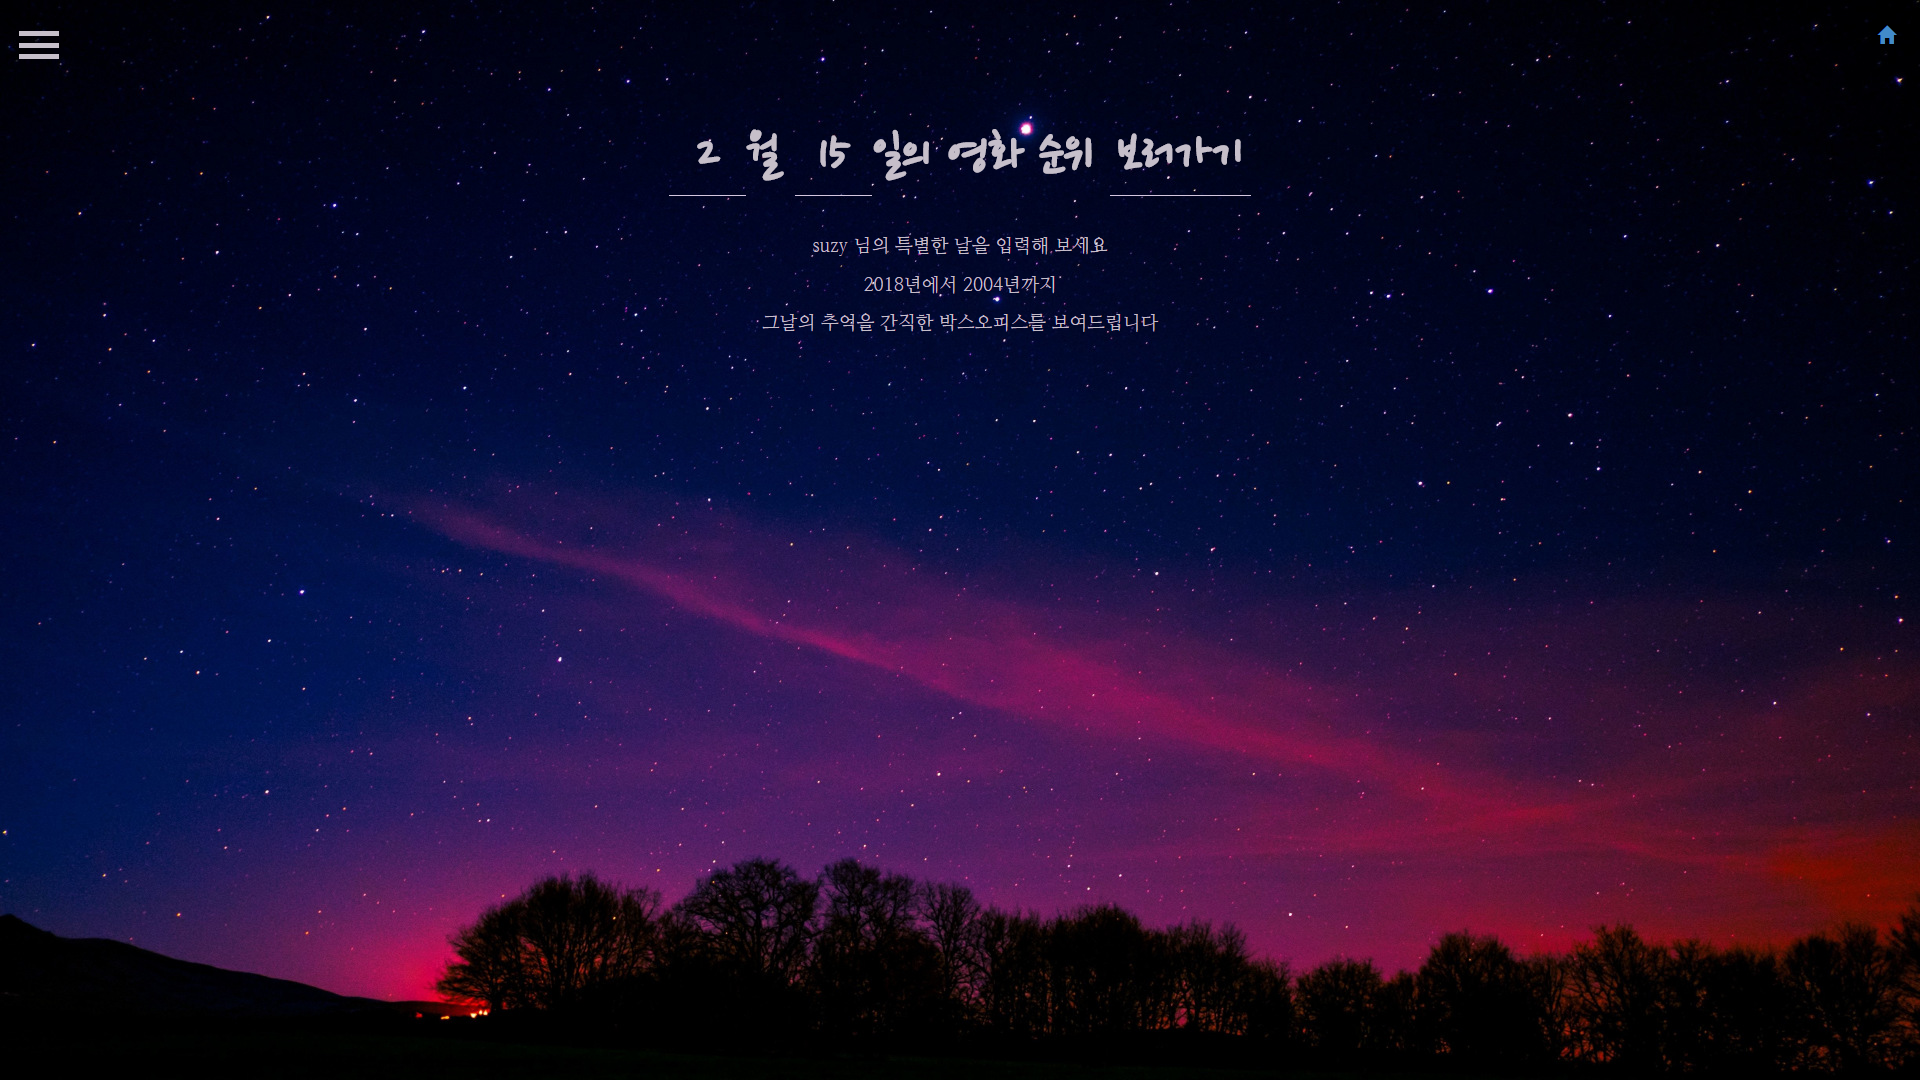 2 월 15 일의 영화 순위 보러가기
suzy 님의 특별한 날을 입력해 보세요
2018년에서 2004년까지
그날의 추억을 간직한 박스오피스를 보여드립니다